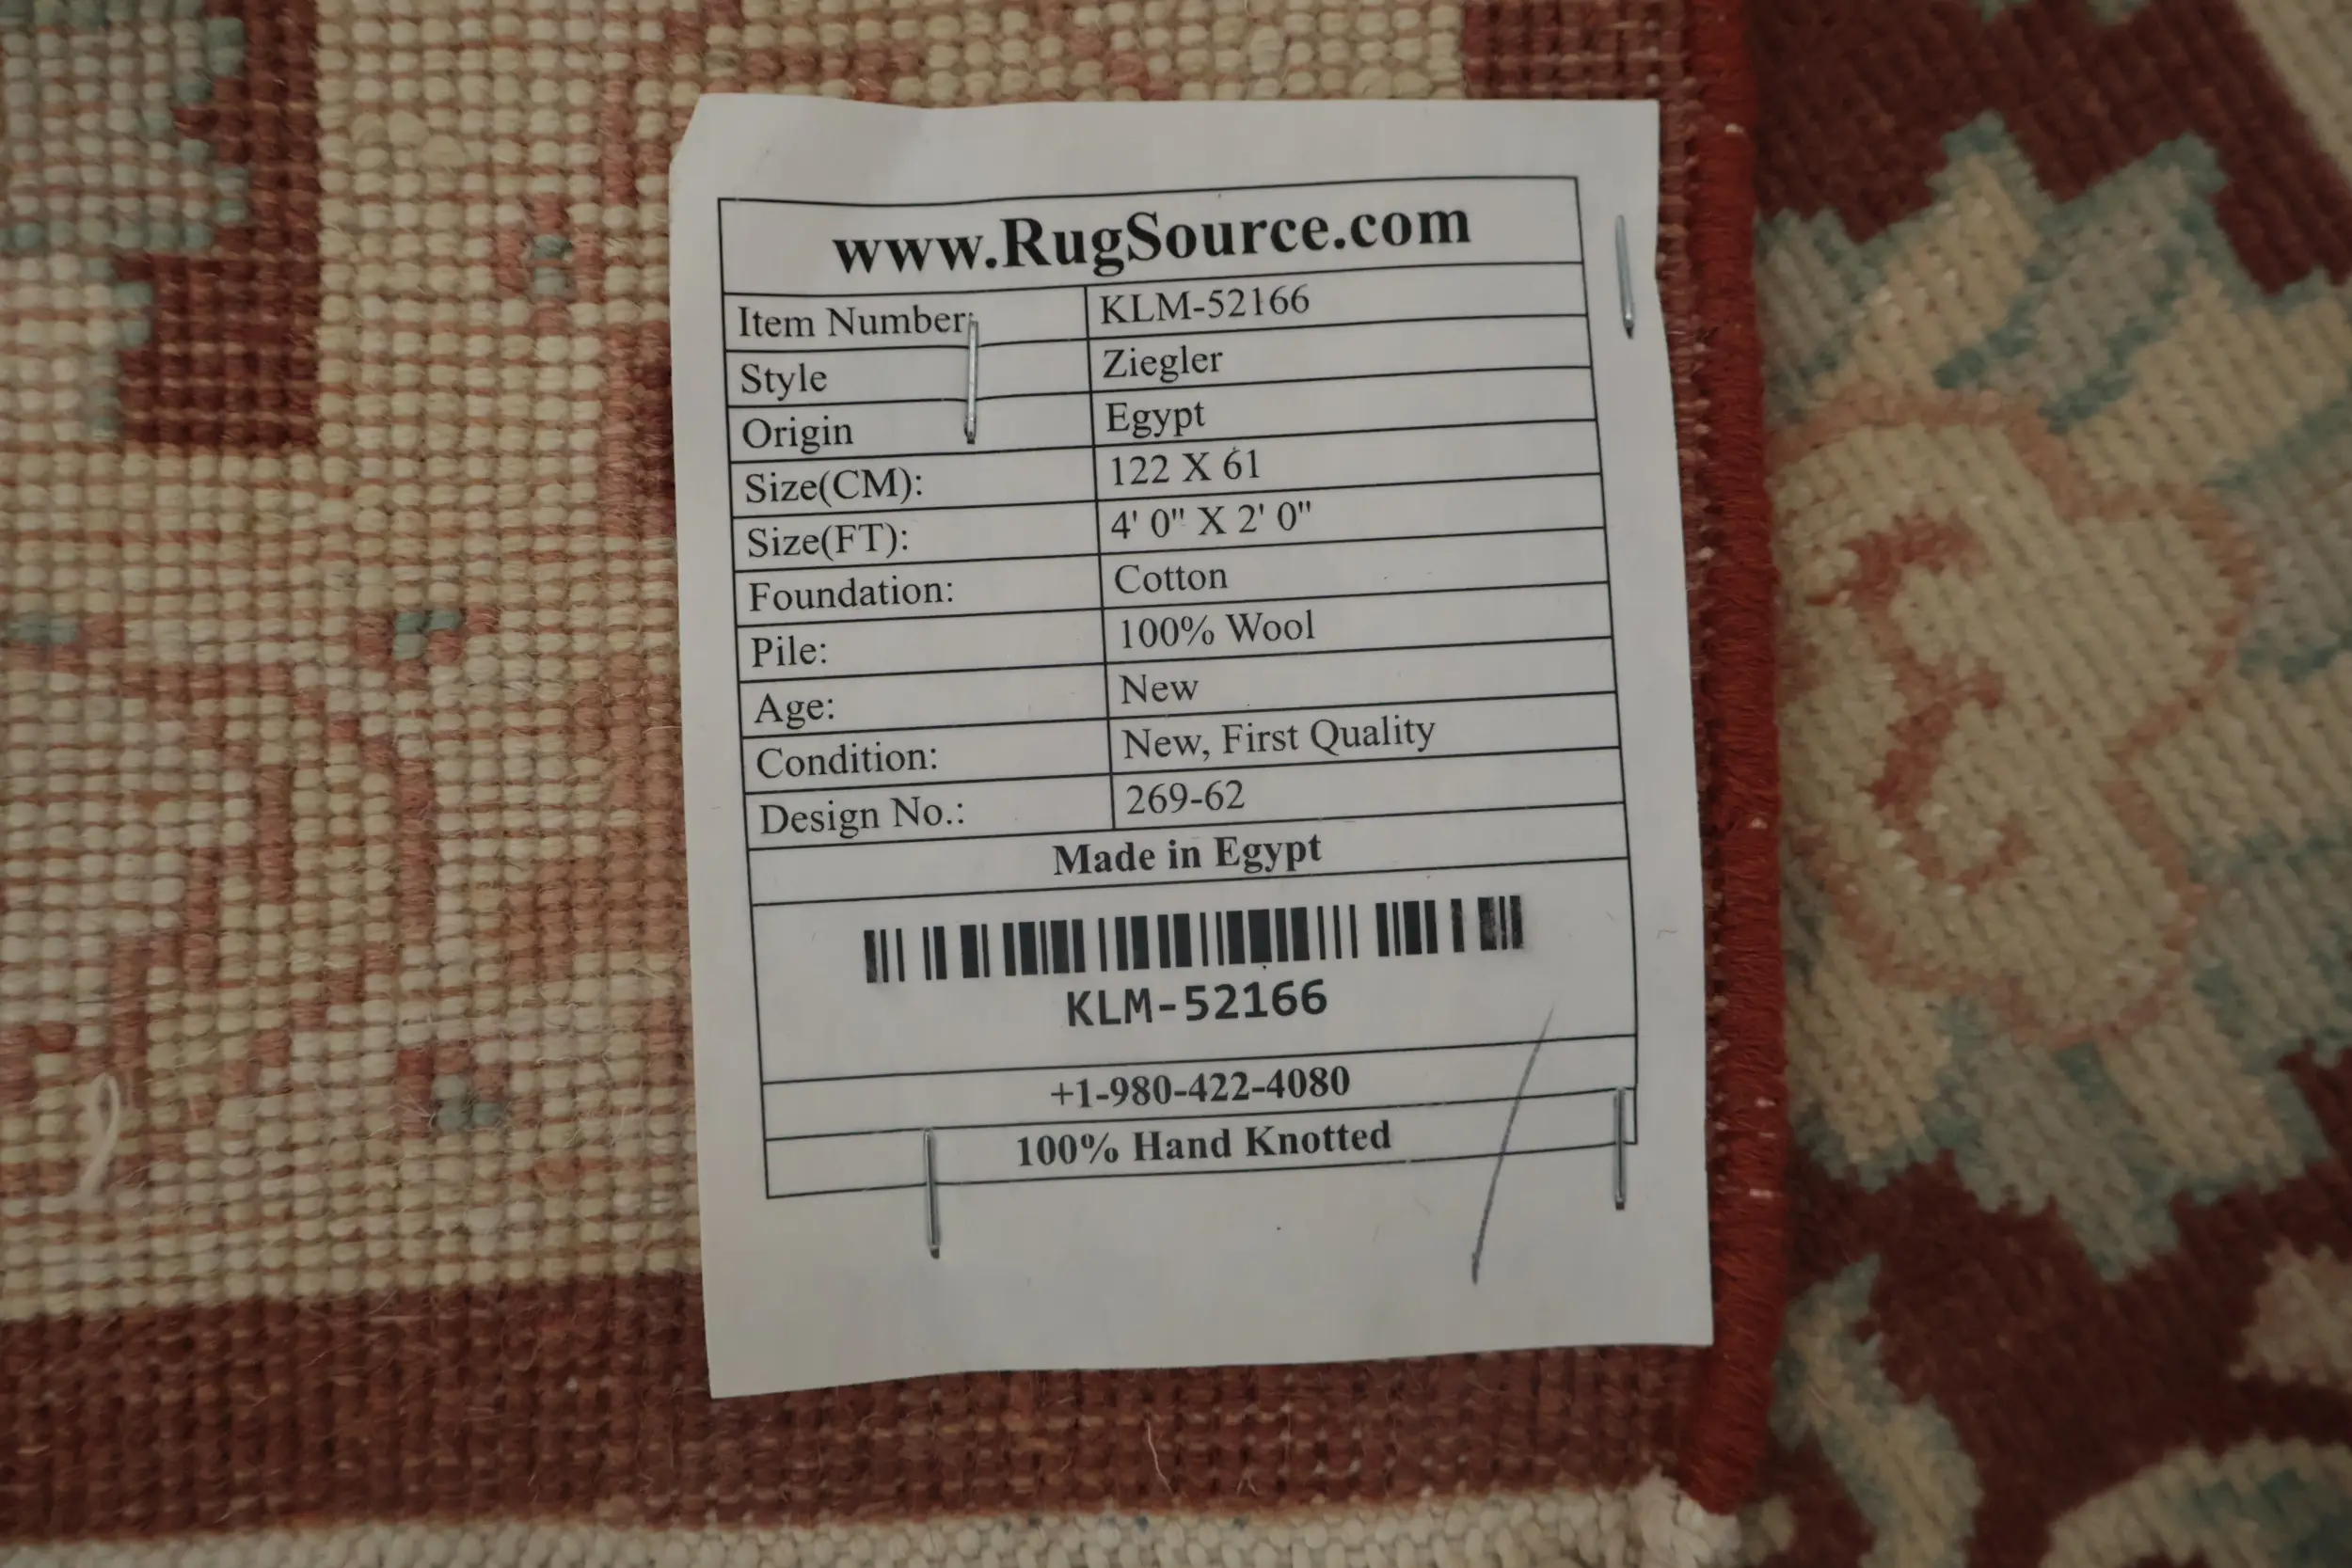 www.RugSource.com
Item Number: KLM-52166
Style Ziegler
Origin Egypt
Size(CM): 122 X 61
Size(FT): 4' 0" X 2' 0"
Foundation: Cotton
Pile: 100% Wool
Age: New
Condition: New, First Quality
Design No.: 269-62
Made in Egypt
KLM-52166
+1-980-422-4080
100% Hand Knotted